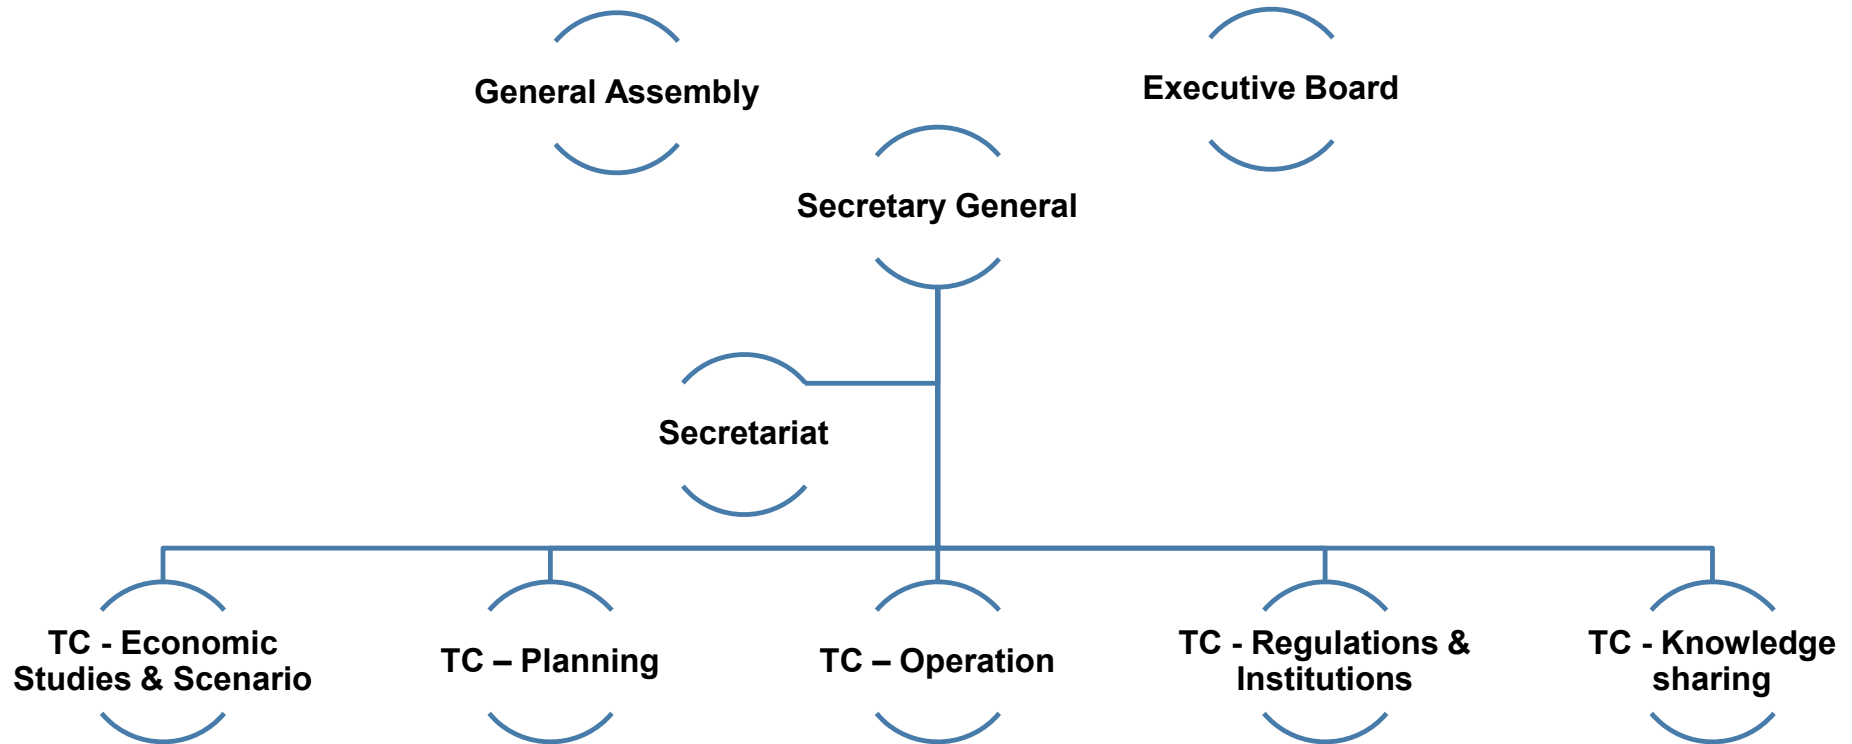 General Assembly
Executive Board
Secretary General
Secretariat
TC - Economic
Studies & Scenario
TC – Planning
TC – Operation
TC - Regulations &
Institutions
TC - Knowledge
sharing